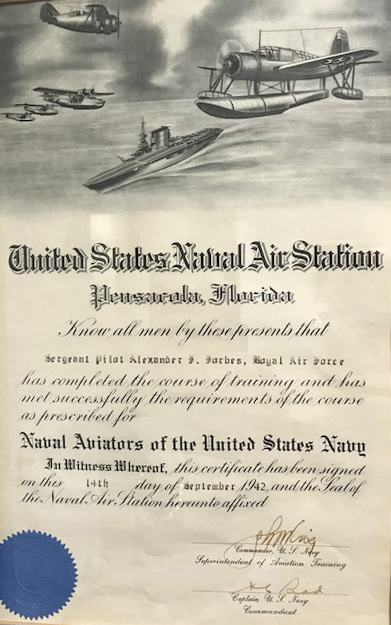 United States Naval Air Station
Pensacola, Florida
Know all men by these presents that
Sergeant Pilot Alexander F. Forbes, Royal Air Force
has completed the course of training and has
met successfully the requirements of the course
as prescribed for
Naval Aviators of the United States Navy
In Witness Whereof, this certificate has been signed
on this 14th day of September 1942, and the Seal of
the Naval Air Station hereunto affixed
Commander, U. S. Navy
Superintendent of Aviation Training
Captain, U. S. Navy
Commandant